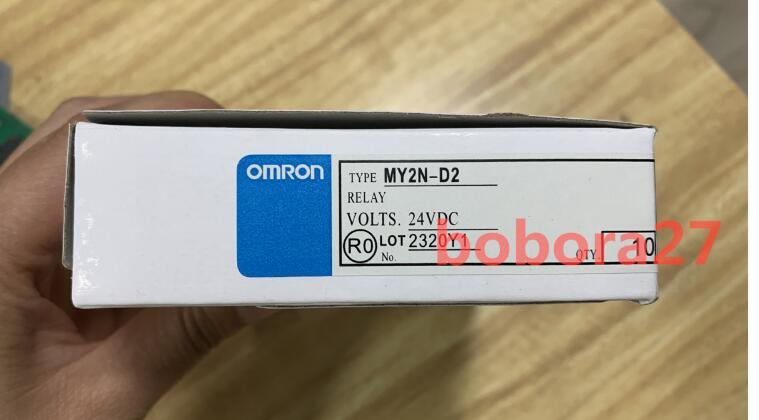 OMRON
TYPE MY2N-D2
RELAY
VOLTS. 24VDC
R0 LOT No. 2320Y1
QTY. 10
bobora27